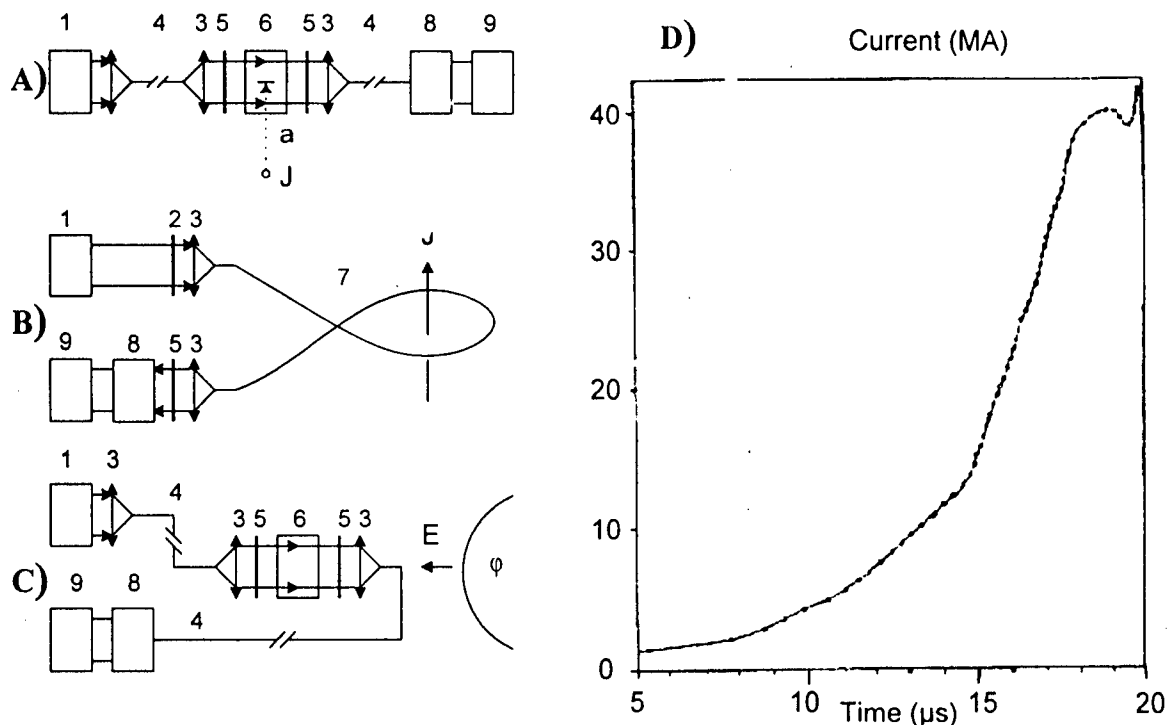 1 4 3 5 6 5 3 4 8 9
A)
a
J
1 2 3
J
7
B)
9 8 5 3
1 3
4
3 5 6 5 3
E
φ
C)
9 8
4
D)
Current (MA)
40
30
20
10
0
5 10 15 20
Time (µs)